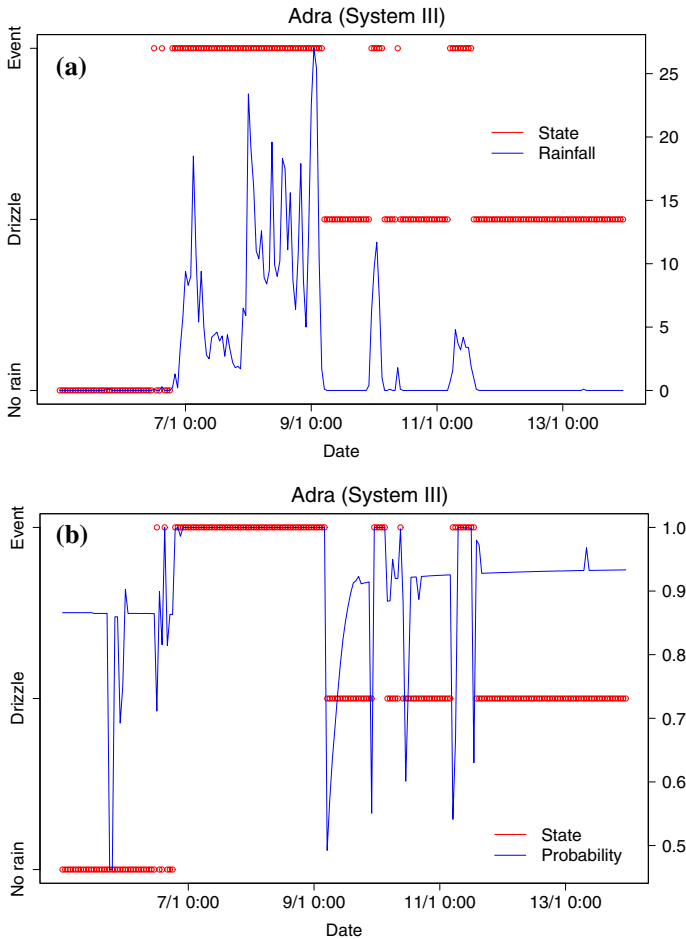 Adra (System III)
(a)
Event
Drizzle
No rain
25
20
15
10
5
0
State
Rainfall
7/1 0:00
9/1 0:00
11/1 0:00
13/1 0:00
Date
Adra (System III)
(b)
Event
Drizzle
No rain
1.0
0.9
0.8
0.7
0.6
0.5
State
Probability
7/1 0:00
9/1 0:00
11/1 0:00
13/1 0:00
Date